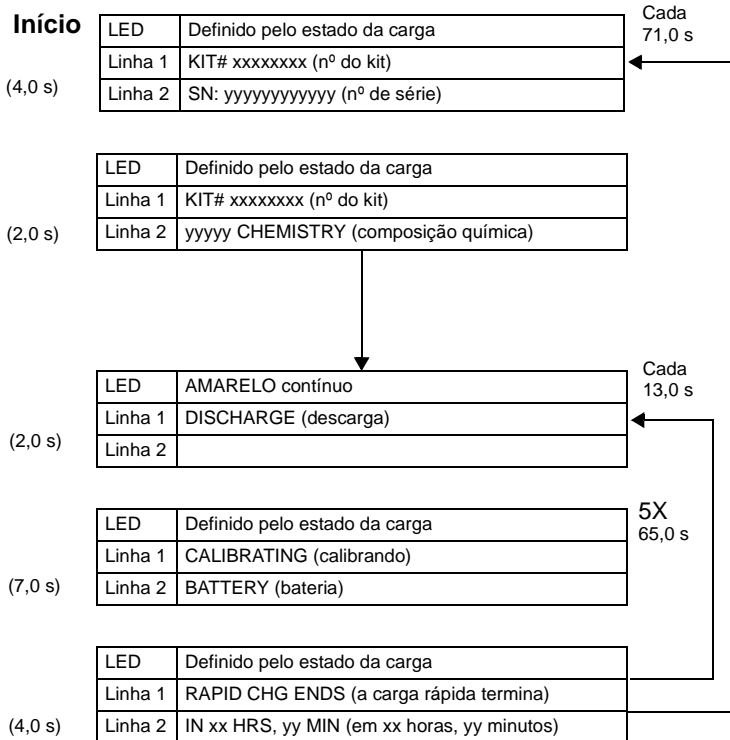 Início
LED Definido pelo estado da carga
Cada
71,0 s
Linha 1 KIT# xxxxxxxx (nº do kit)
(4,0 s)
Linha 2 SN: yyyyyyyyyyyy (nº de série)
LED Definido pelo estado da carga
Linha 1 KIT# xxxxxxxx (nº do kit)
(2,0 s)
Linha 2 yyyyy CHEMISTRY (composição química)
LED AMARELO contínuo
Cada
13,0 s
Linha 1 DISCHARGE (descarga)
(2,0 s)
Linha 2
LED Definido pelo estado da carga
5X
65,0 s
Linha 1 CALIBRATING (calibrando)
(7,0 s)
Linha 2 BATTERY (bateria)
LED Definido pelo estado da carga
Linha 1 RAPID CHG ENDS (a carga rápida termina)
(4,0 s)
Linha 2 IN xx HRS, yy MIN (em xx horas, yy minutos)